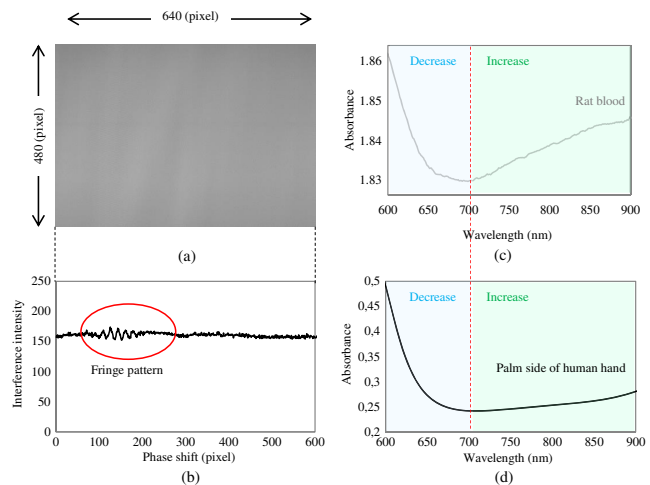 640 (pixel)
480 (pixel)
(a)
250
200
150
100
50
0
Interference intensity
Fringe pattern
0 100 200 300 400 500 600
Phase shift (pixel)
(b)
1.86
1.85
1.84
1.83
Absorbance
Decrease Increase
Rat blood
600 650 700 750 800 850 900
Wavelength (nm)
(c)
0,5
0,45
0,4
0,35
0,3
0,25
0,2
Absorbance
Decrease Increase
Palm side of human hand
600 650 700 750 800 850 900
Wavelength (nm)
(d)